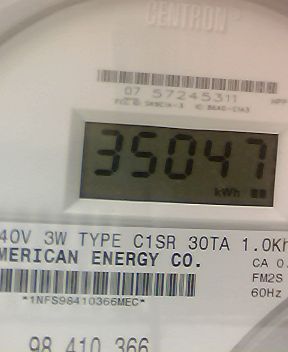 CENTRON
07 57245311
35047
kWh
40V 3W TYPE C1SR 30TA 1.0Kh
MERICAN ENERGY CO.
CA 0.
FM2S
60Hz
*1NFS98410366MEC*
98 410 366